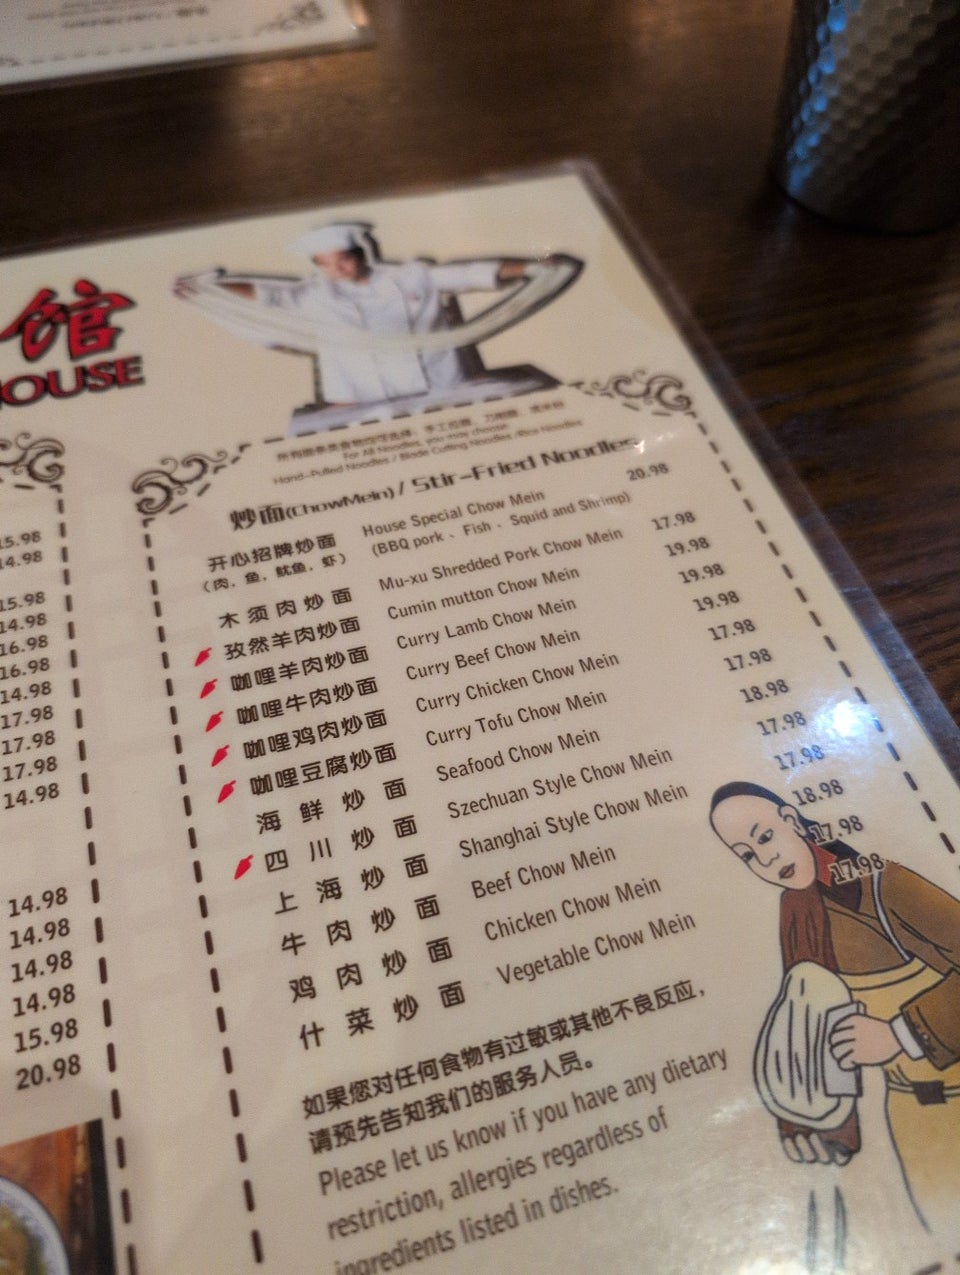 馆
HOUSE
15.98
14.98
15.98
14.98
16.98
16.98
14.98
17.98
17.98
17.98
14.98
14.98
14.98
14.98
14.98
15.98
20.98
For All Noodles, you may choose:
Hand-Pulled Noodles / Blade Cutting Noodles /Rice Noodles
炒面(ChowMein) / Stir-Fried Noodles
开心招牌炒面 House Special Chow Mein 20.98
(肉，鱼，鱿鱼，虾) (BBQ pork 、Fish 、Squid and Shrimp)
木须肉炒面 Mu-xu Shredded Pork Chow Mein 17.98
孜然羊肉炒面 Cumin mutton Chow Mein 19.98
咖哩羊肉炒面 Curry Lamb Chow Mein 19.98
咖哩牛肉炒面 Curry Beef Chow Mein 19.98
咖哩鸡肉炒面 Curry Chicken Chow Mein 17.98
咖哩豆腐炒面 Curry Tofu Chow Mein 17.98
海鲜炒面 Seafood Chow Mein 18.98
四川炒面 Szechuan Style Chow Mein 17.98
上海炒面 Shanghai Style Chow Mein 17.98
牛肉炒面 Beef Chow Mein 18.98
鸡肉炒面 Chicken Chow Mein 17.98
什菜炒面 Vegetable Chow Mein 17.98
如果您对任何食物有过敏或其他不良反应，
请预先告知我们的服务人员。
Please let us know if you have any dietary
restriction, allergies regardless of
ingredients listed in dishes.